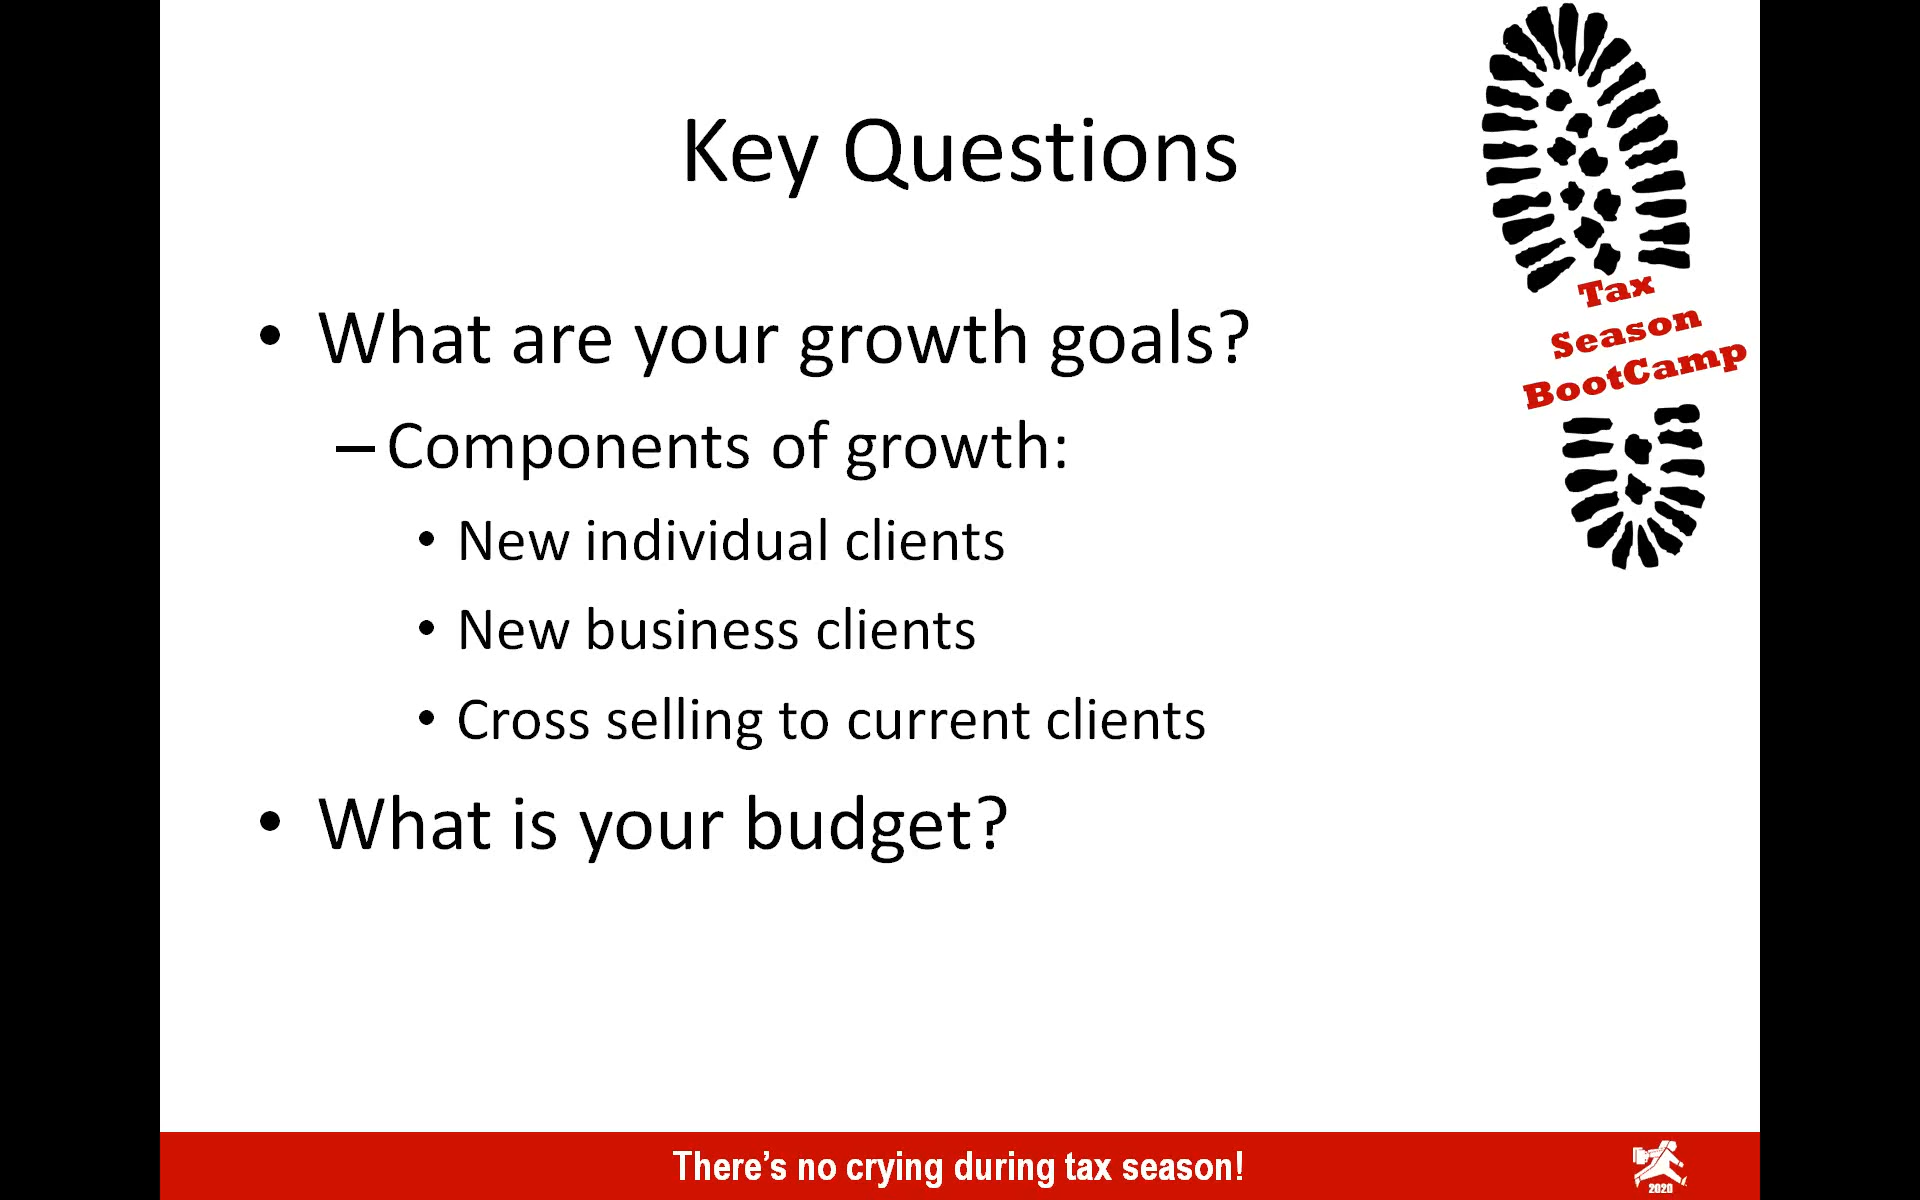 Key Questions
Tax
Season
BootCamp
• What are your growth goals?
– Components of growth:
• New individual clients
• New business clients
• Cross selling to current clients
• What is your budget?
There’s no crying during tax season!
2020